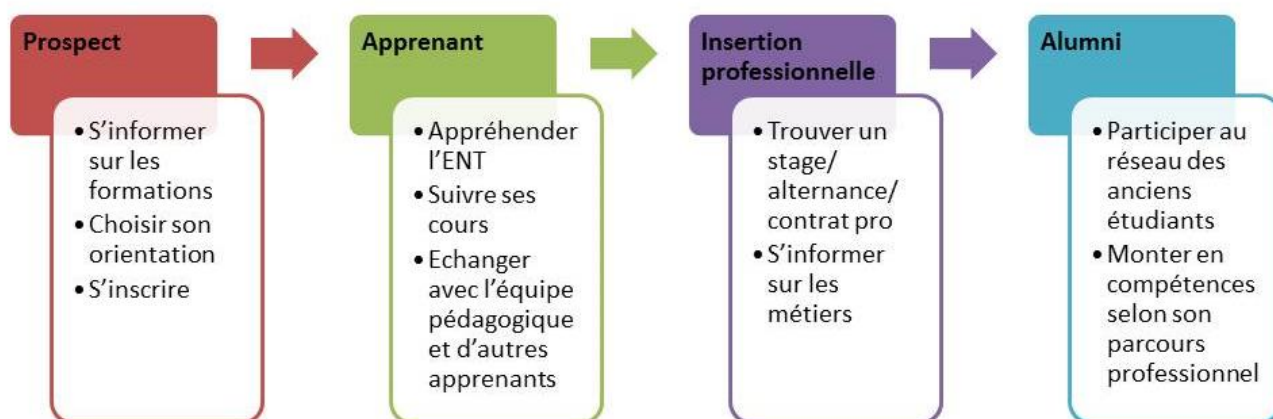 Prospect
• S'informer
sur les
formations
• Choisir son
orientation
• S'inscrire
Apprenant
• Appréhender
l'ENT
• Suivre ses
cours
• Echanger
avec l'équipe
pédagogique
et d'autres
apprenants
Insertion
professionnelle
• Trouver un
stage/
alternance/
contrat pro
• S'informer
sur les
métiers
Alumni
• Participer au
réseau des
anciens
étudiants
• Monter en
compétences
selon son
parcours
professionnel